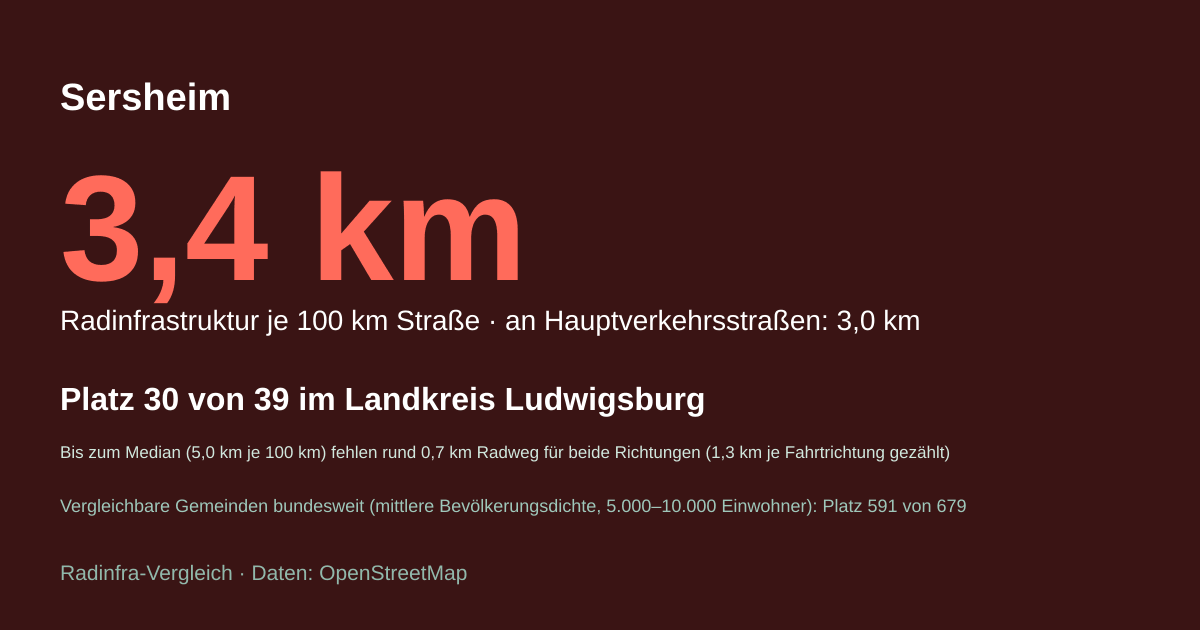 Sersheim
3,4 km
Radinfrastruktur je 100 km Straße · an Hauptverkehrsstraßen: 3,0 km
Platz 30 von 39 im Landkreis Ludwigsburg
Bis zum Median (5,0 km je 100 km) fehlen rund 0,7 km Radweg für beide Richtungen (1,3 km je Fahrtrichtung gezählt)
Vergleichbare Gemeinden bundesweit (mittlere Bevölkerungsdichte, 5.000–10.000 Einwohner): Platz 591 von 679
Radinfra-Vergleich · Daten: OpenStreetMap